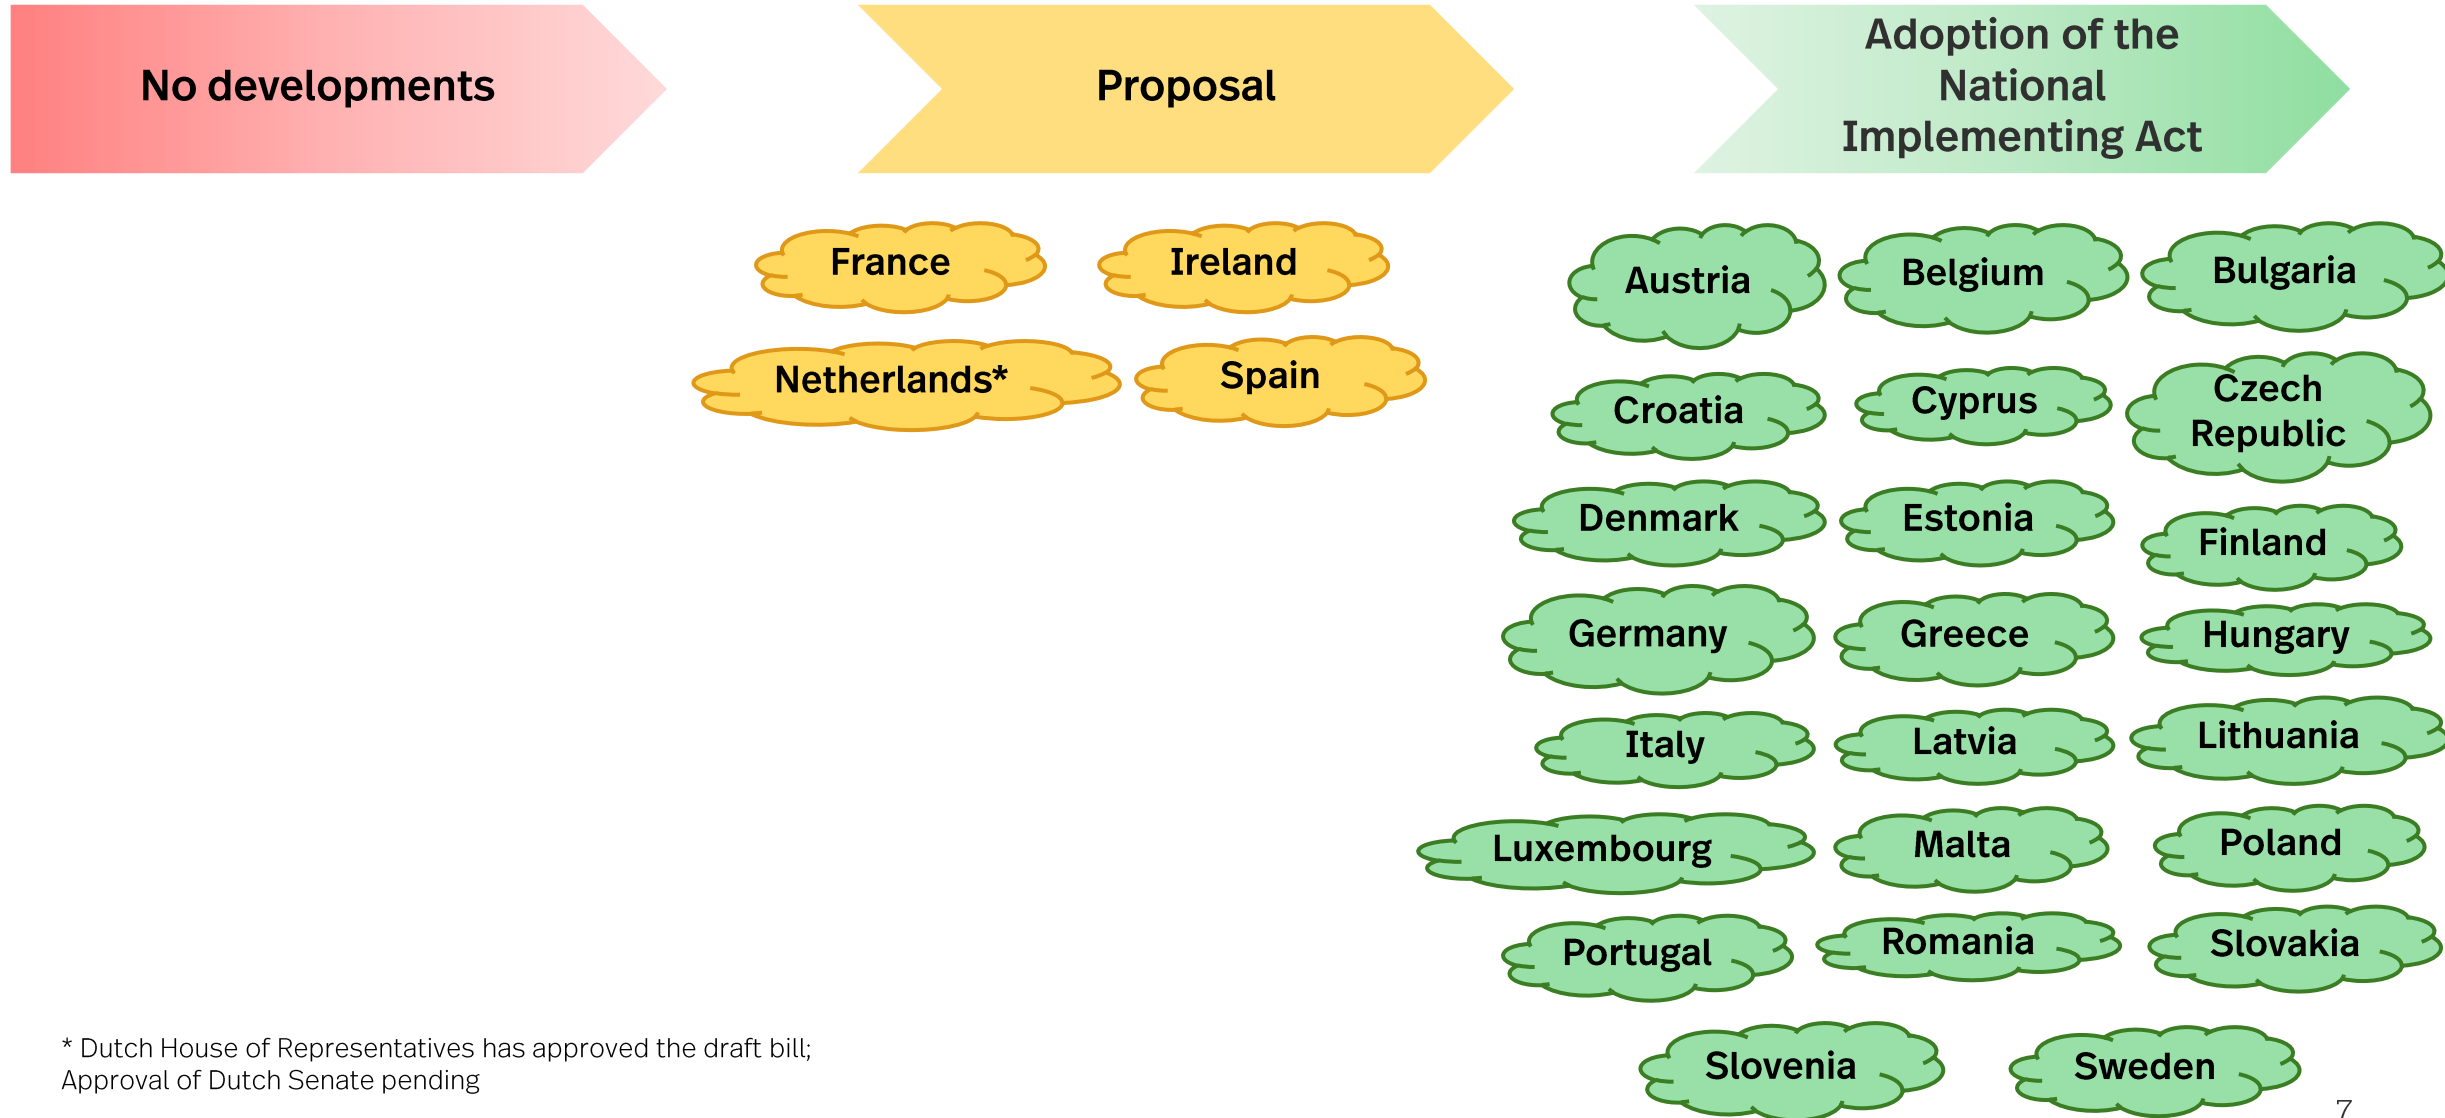 No developments
Proposal
Adoption of the
National
Implementing Act
France
Ireland
Netherlands*
Spain
Austria
Belgium
Bulgaria
Croatia
Cyprus
Czech
Republic
Denmark
Estonia
Finland
Germany
Greece
Hungary
Italy
Latvia
Lithuania
Luxembourg
Malta
Poland
Portugal
Romania
Slovakia
Slovenia
Sweden
* Dutch House of Representatives has approved the draft bill;
Approval of Dutch Senate pending
7